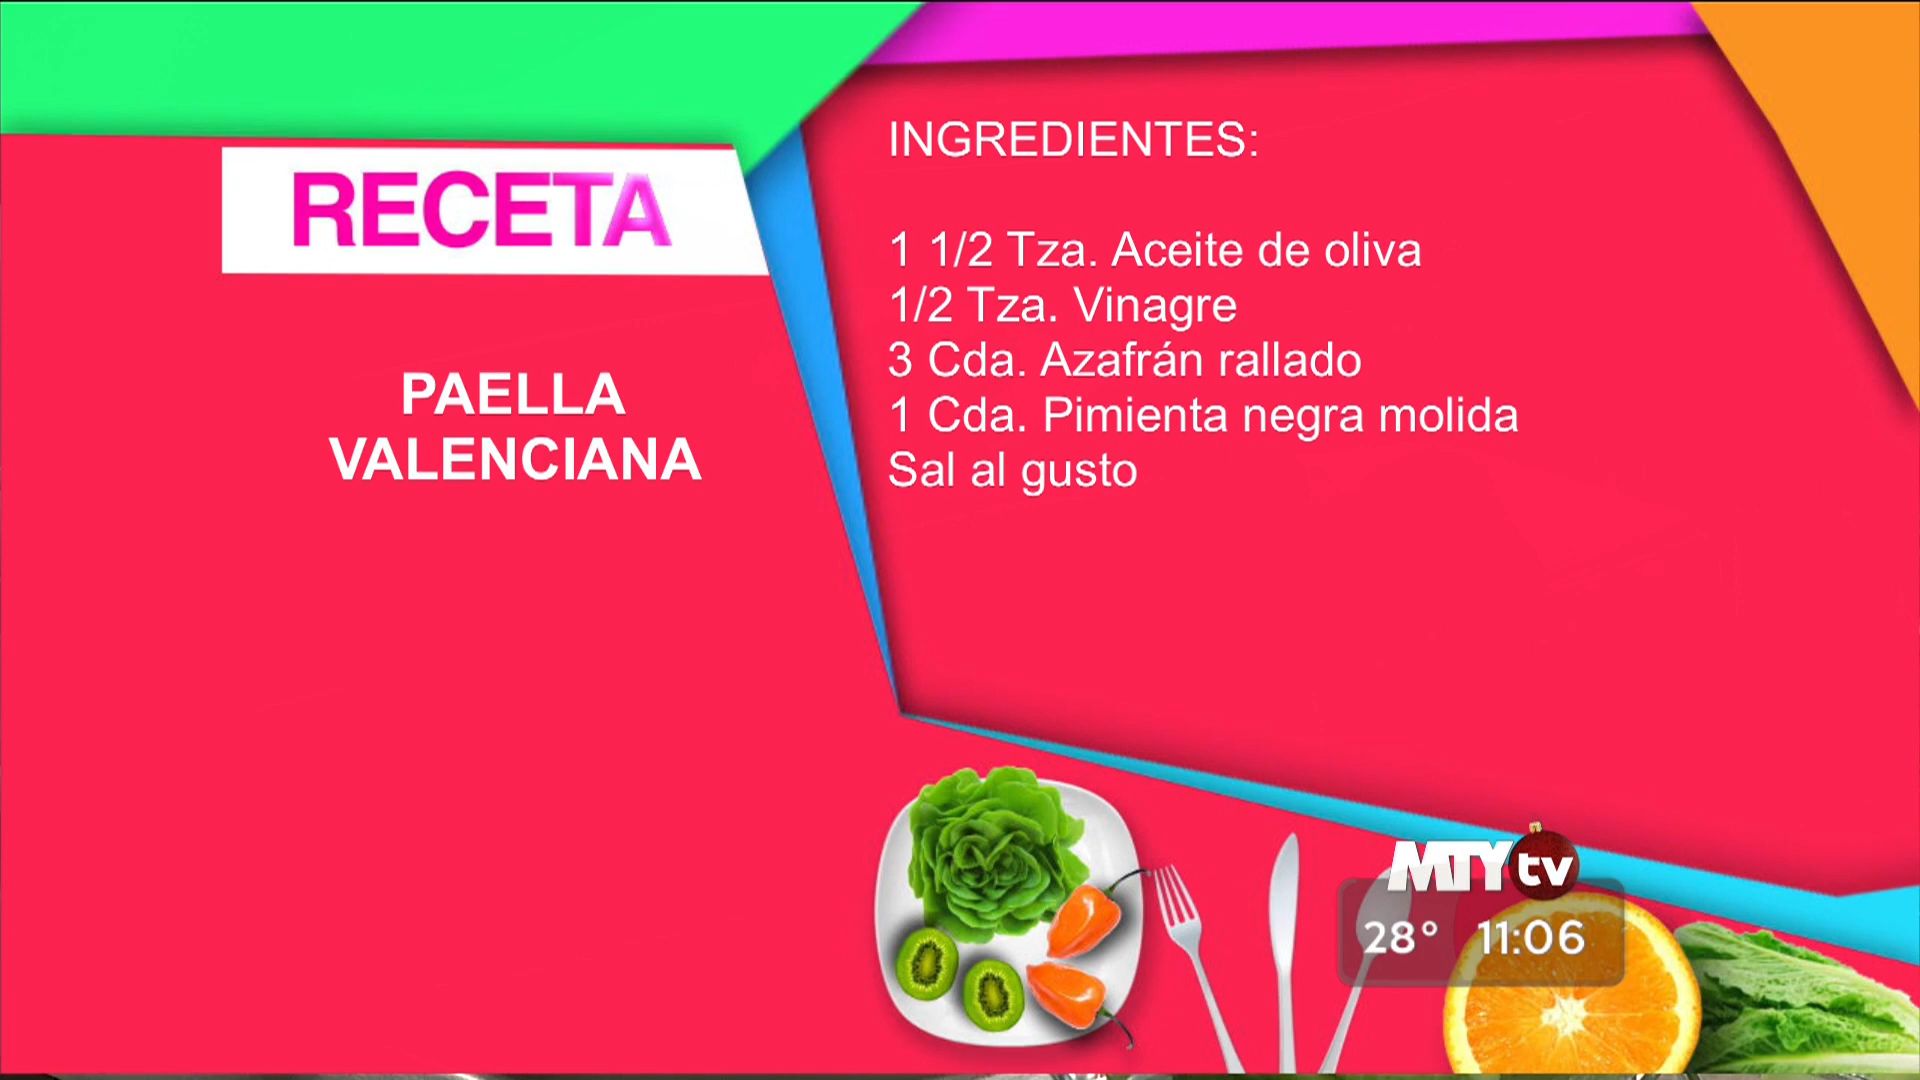 RECETA
PAELLA
VALENCIANA
INGREDIENTES:
1 1/2 Tza. Aceite de oliva
1/2 Tza. Vinagre
3 Cda. Azafrán rallado
1 Cda. Pimienta negra molida
Sal al gusto
MTY tv
28° 11:06